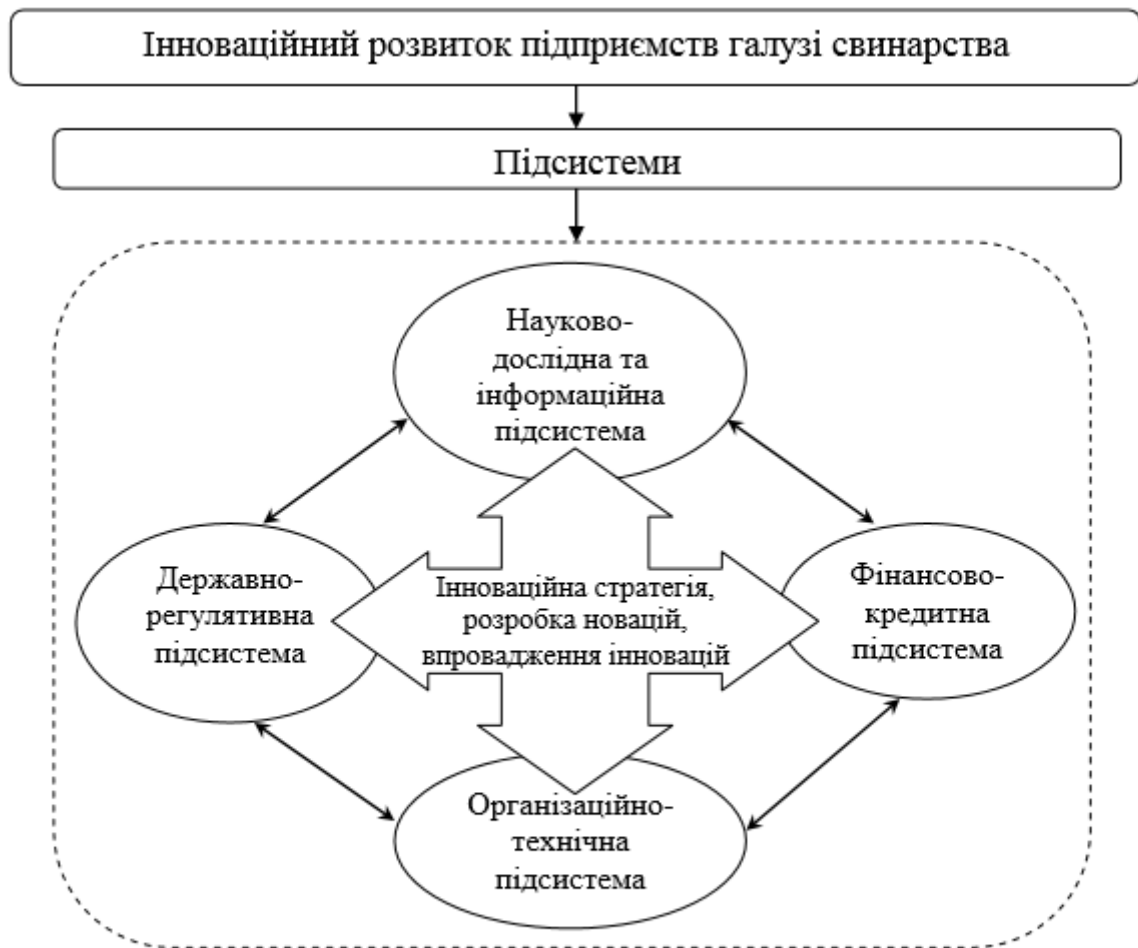 Інноваційний розвиток підприємств галузі свинарства
Підсистеми
Науково-
дослідна та
інформаційна
підсистема
Державно-
регулятивна
підсистема
Інноваційна стратегія,
розробка новацій,
впровадження інновацій
Фінансово-
кредитна
підсистема
Організаційно-
технічна
підсистема